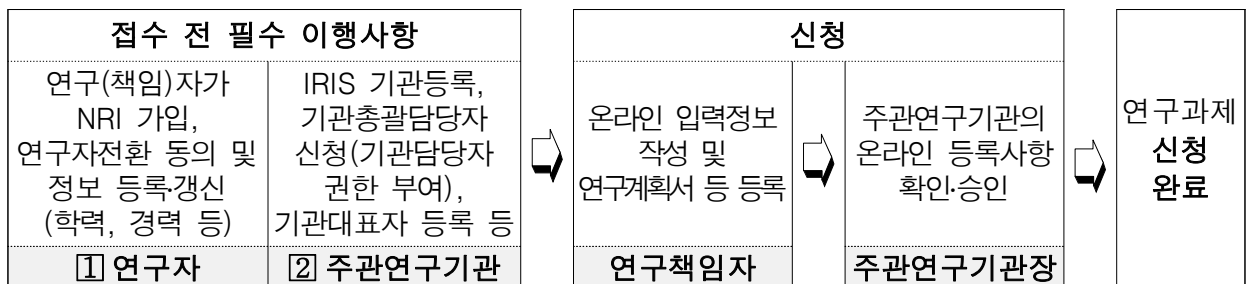 접수 전 필수 이행사항
연구(책임)자가
NRI 가입,
연구자전환 동의 및
정보 등록·갱신
(학력, 경력 등)
1 연구자
IRIS 기관등록,
기관총괄담당자
신청(기관담당자
권한 부여),
기관대표자 등록 등
2 주관연구기관
신청
온라인 입력정보
작성 및
연구계획서 등 등록
연구책임자
주관연구기관의
온라인 등록사항
확인·승인
주관연구기관장
연구과제
신청
완료